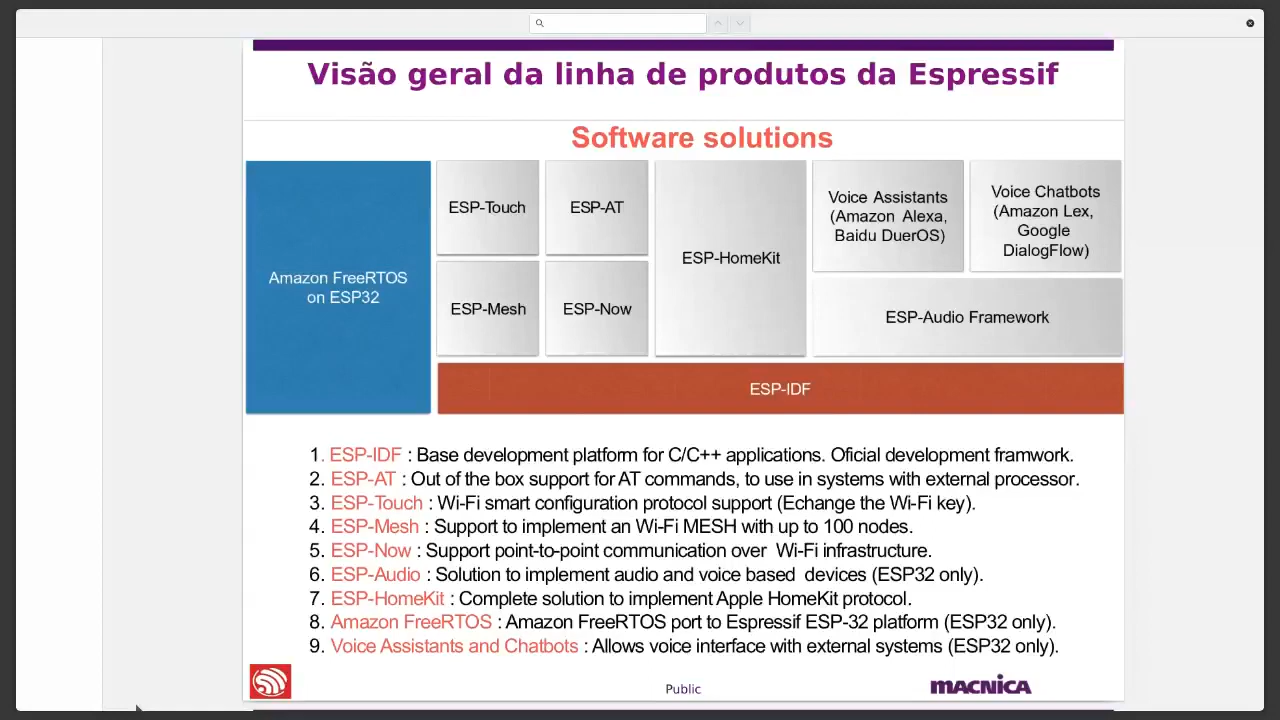 Visão geral da linha de produtos da Espressif
Software solutions
Amazon FreeRTOS
on ESP32
ESP-Touch
ESP-AT
ESP-Mesh
ESP-Now
ESP-HomeKit
Voice Assistants
(Amazon Alexa,
Baidu DuerOS)
Voice Chatbots
(Amazon Lex,
Google
DialogFlow)
ESP-Audio Framework
ESP-IDF
1. ESP-IDF : Base development platform for C/C++ applications. Oficial development framwork.
2. ESP-AT : Out of the box support for AT commands, to use in systems with external processor.
3. ESP-Touch : Wi-Fi smart configuration protocol support (Echange the Wi-Fi key).
4. ESP-Mesh : Support to implement an Wi-Fi MESH with up to 100 nodes.
5. ESP-Now : Support point-to-point communication over Wi-Fi infrastructure.
6. ESP-Audio : Solution to implement audio and voice based devices (ESP32 only).
7. ESP-HomeKit : Complete solution to implement Apple HomeKit protocol.
8. Amazon FreeRTOS : Amazon FreeRTOS port to Espressif ESP-32 platform (ESP32 only).
9. Voice Assistants and Chatbots : Allows voice interface with external systems (ESP32 only).
Public
MACNICA